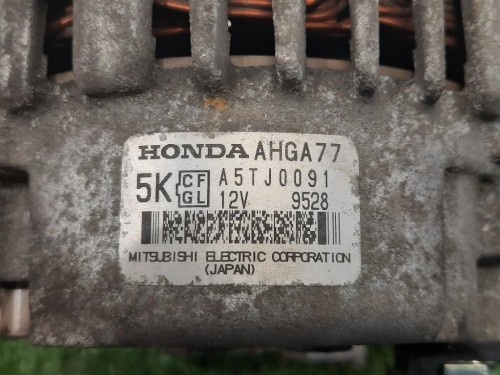 HONDA AHGA77
5K CF GL A5TJ0091
12V 9528
MITSUBISHI ELECTRIC CORPORATION
(JAPAN)